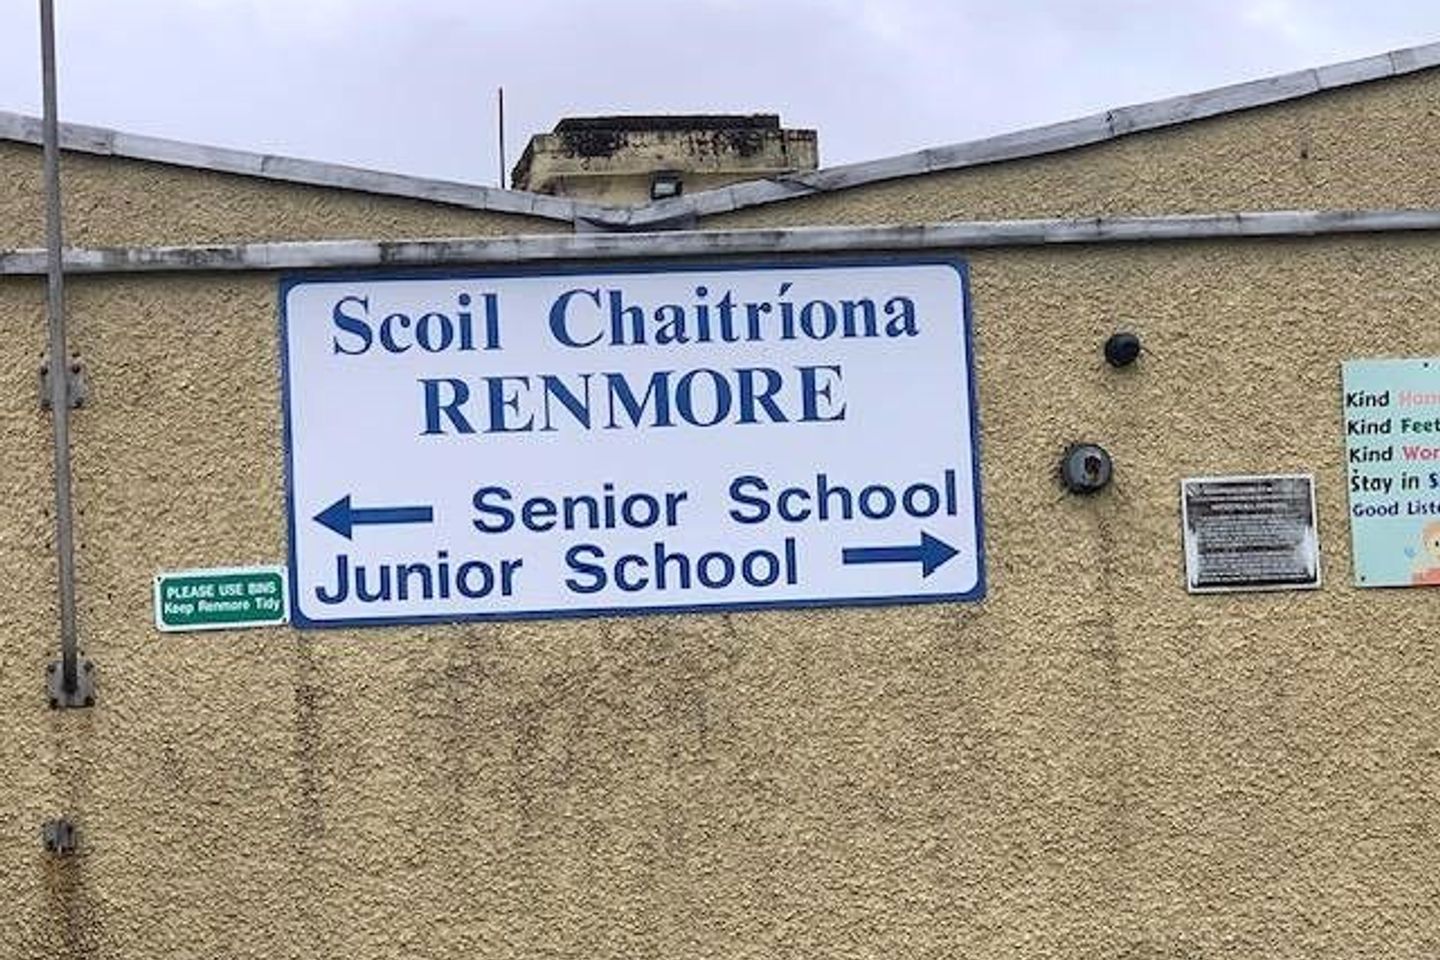 Scoil Chaitríona
RENMORE
Senior School
Junior School
PLEASE USE BINS
Keep Renmore Tidy
Kind
Kind Feet
Kind
Stay in
Good